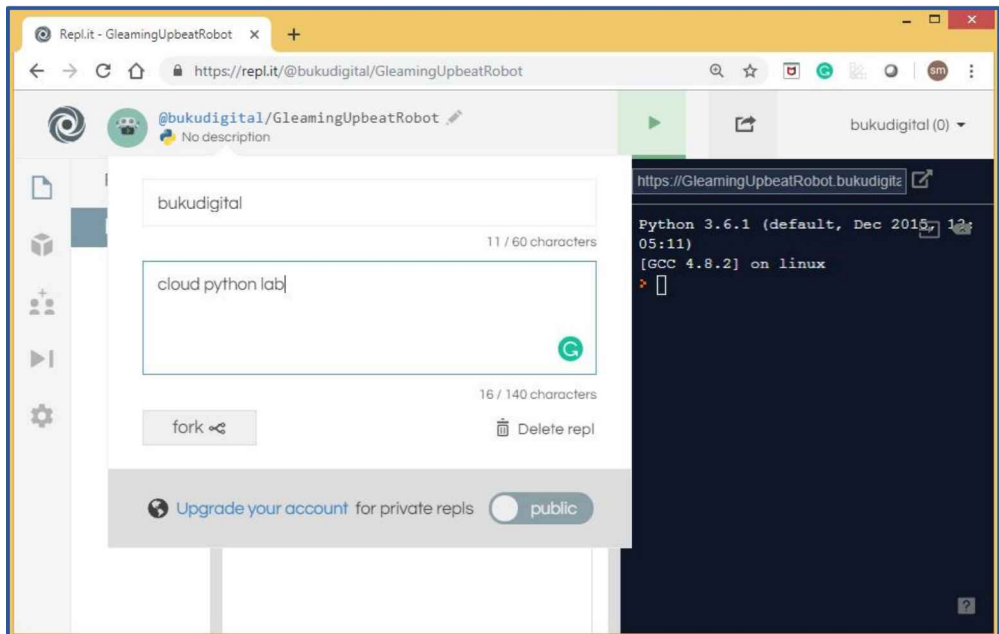 Repl.it - GleamingUpbeatRobot
https://repl.it/@bukudigital/GleamingUpbeatRobot
sm
@bukudigital/GleamingUpbeatRobot
No description
bukudigital (0)
bukudigital
11 / 60 characters
cloud python lab
16 / 140 characters
fork
Delete repl
Upgrade your account for private repls
public
https://GleamingUpbeatRobot.bukudigita
Python 3.6.1 (default, Dec 2015, 13:
05:11)
[GCC 4.8.2] on linux